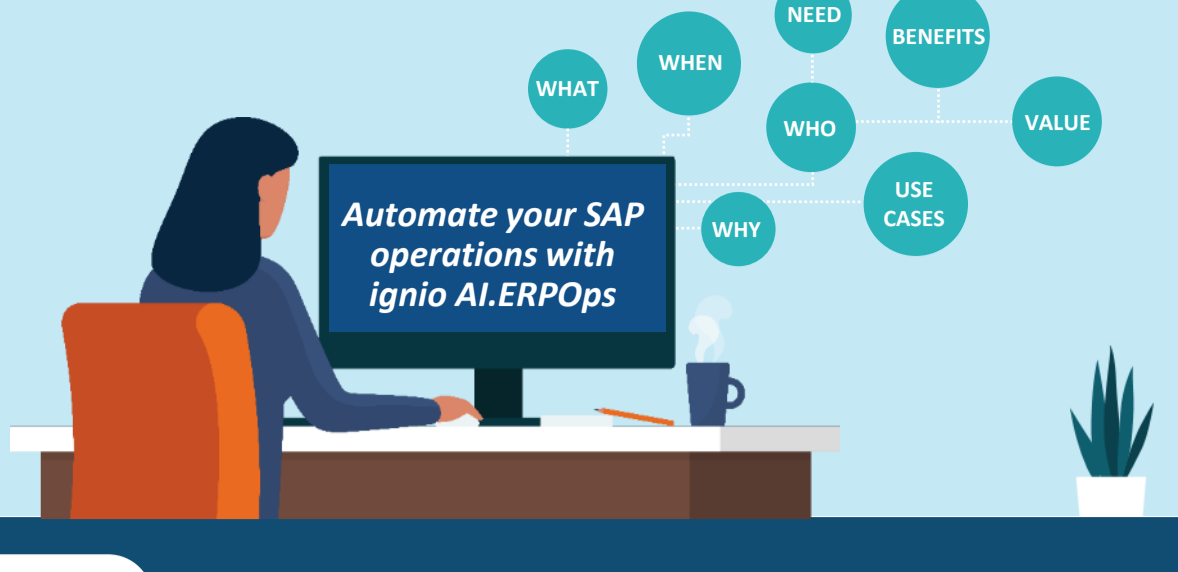 NEED
BENEFITS
WHEN
WHAT
WHO
VALUE
USE
CASES
WHY
Automate your SAP
operations with
ignio AI.ERPOps